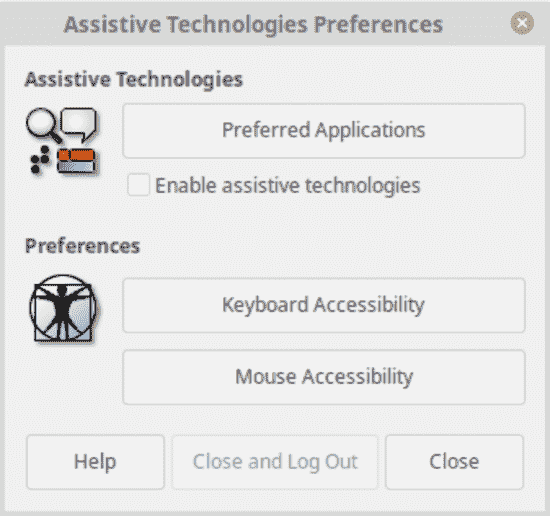 Assistive Technologies Preferences
Assistive Technologies
Preferred Applications
Enable assistive technologies
Preferences
Keyboard Accessibility
Mouse Accessibility
Help
Close and Log Out
Close